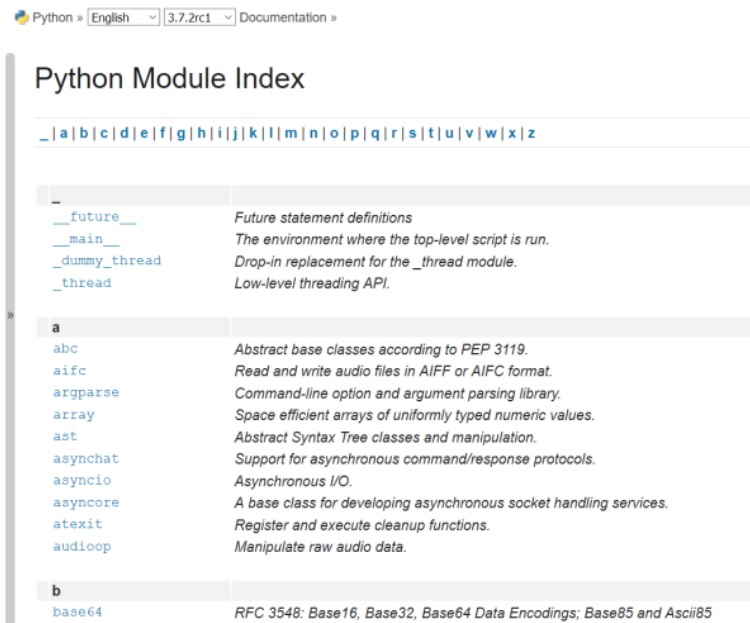 Python » English 3.7.2rc1 Documentation »
»
Python Module Index
_ | a | b | c | d | e | f | g | h | i | j | k | l | m | n | o | p | q | r | s | t | u | v | w | x | z
_
__future__ Future statement definitions
__main__ The environment where the top-level script is run.
_dummy_thread Drop-in replacement for the _thread module.
_thread Low-level threading API.
a
abc Abstract base classes according to PEP 3119.
aifc Read and write audio files in AIFF or AIFC format.
argparse Command-line option and argument parsing library.
array Space efficient arrays of uniformly typed numeric values.
ast Abstract Syntax Tree classes and manipulation.
asynchat Support for asynchronous command/response protocols.
asyncio Asynchronous I/O.
asyncore A base class for developing asynchronous socket handling services.
atexit Register and execute cleanup functions.
audioop Manipulate raw audio data.
b
base64 RFC 3548: Base16, Base32, Base64 Data Encodings; Base85 and Ascii85